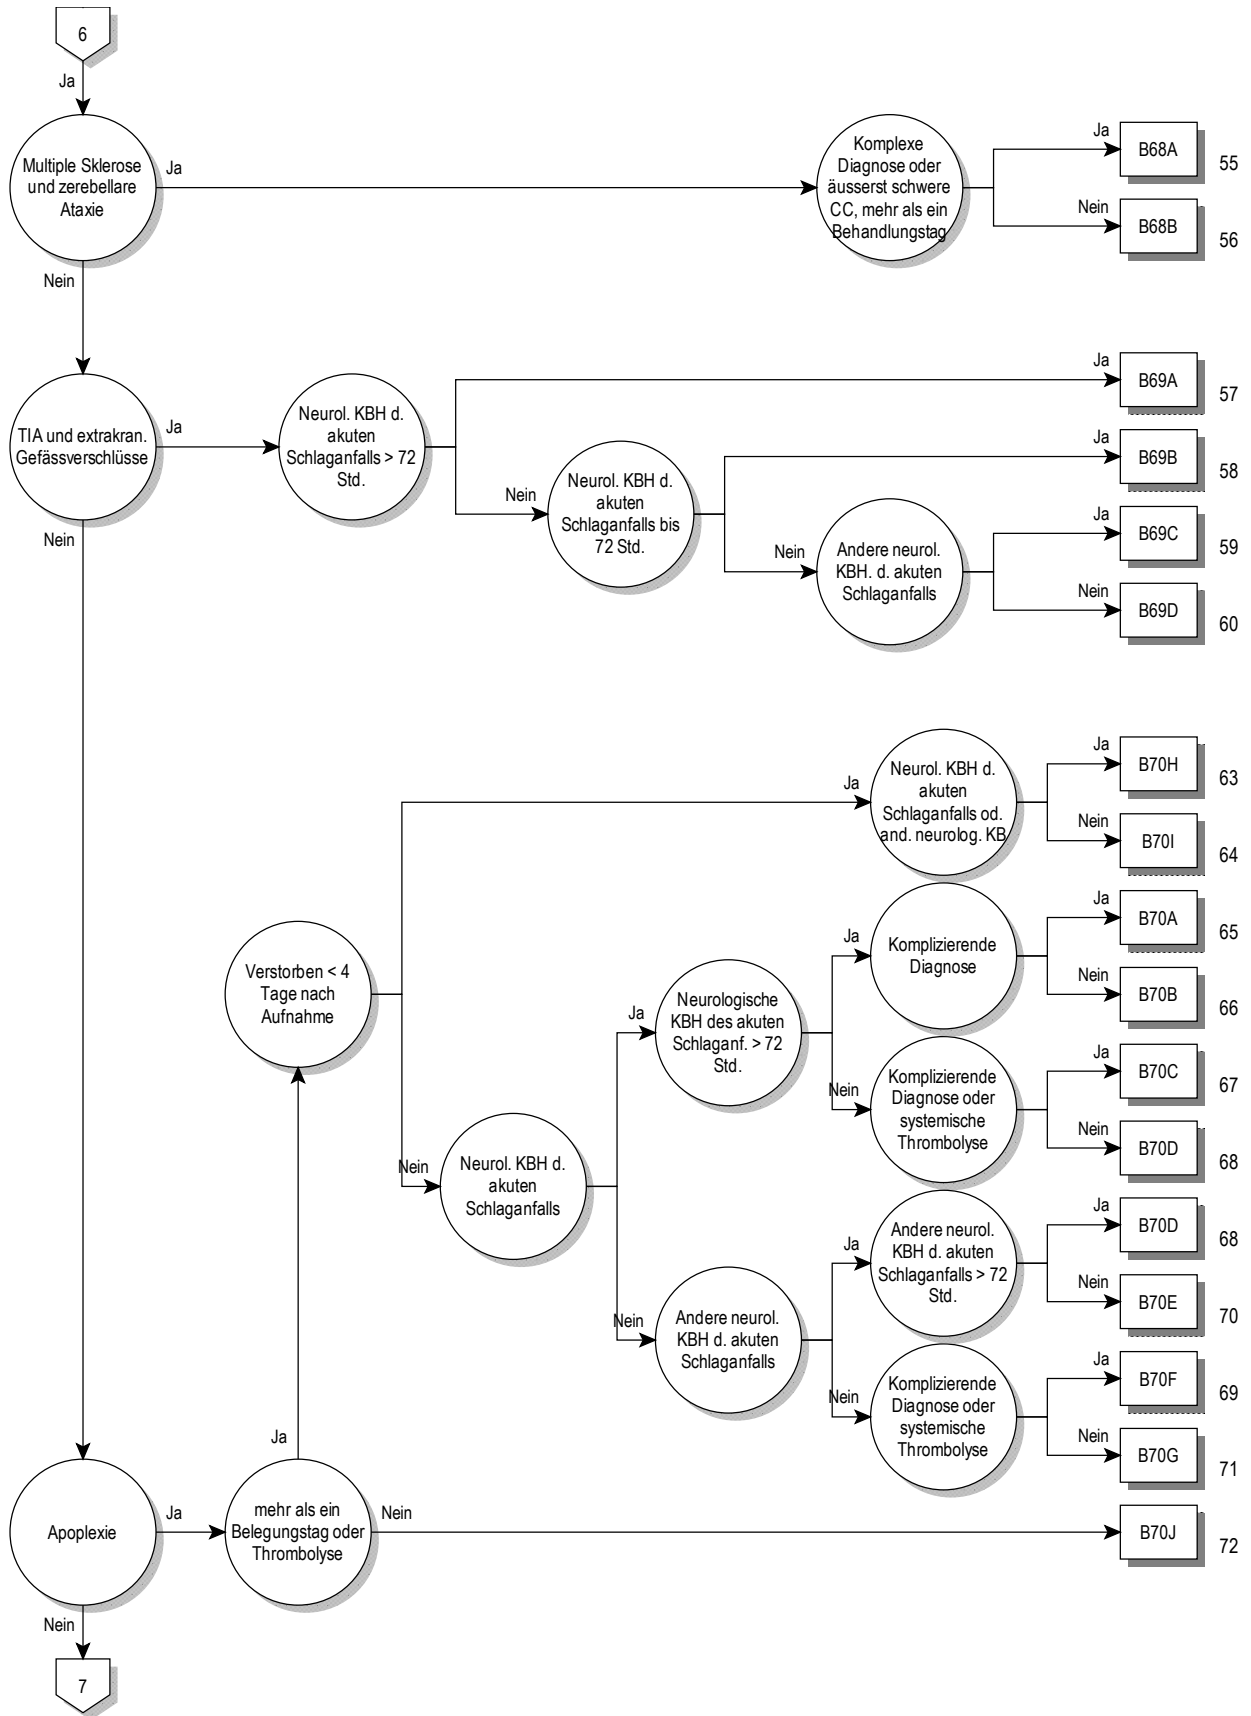 6
Ja
Multiple Sklerose
und zerebellare
Ataxie
Ja
Komplexe
Diagnose oder
äusserst schwere
CC, mehr als ein
Behandlungstag
Ja
B68A
55
Nein
B68B
56
Nein
TIA und extrakran.
Gefässverschlüsse
Ja
Neurol. KBH d.
akuten
Schlaganfalls > 72
Std.
Ja
B69A
57
Nein
Neurol. KBH d.
akuten
Schlaganfalls bis
72 Std.
Ja
B69B
58
Nein
Andere neurol.
KBH. d. akuten
Schlaganfalls
Ja
B69C
59
Nein
B69D
60
Nein
Ja
Neurol. KBH d.
akuten
Schlaganfalls od.
and. neurolog. KB
Ja
B70H
63
Nein
B70I
64
Verstorben < 4
Tage nach
Aufnahme
Ja
Neurologische
KBH des akuten
Schlaganf. > 72
Std.
Ja
Komplizierende
Diagnose
Ja
B70A
65
Nein
B70B
66
Nein
Komplizierende
Diagnose oder
systemische
Thrombolyse
Ja
B70C
67
Nein
B70D
68
Nein
Neurol. KBH d.
akuten
Schlaganfalls
Nein
Andere neurol.
KBH d. akuten
Schlaganfalls
Ja
Andere neurol.
KBH d. akuten
Schlaganfalls > 72
Std.
Ja
B70D
68
Nein
B70E
70
Nein
Komplizierende
Diagnose oder
systemische
Thrombolyse
Ja
B70F
69
Nein
B70G
71
Ja
Apoplexie
Ja
mehr als ein
Belegungstag oder
Thrombolyse
Nein
B70J
72
Nein
7